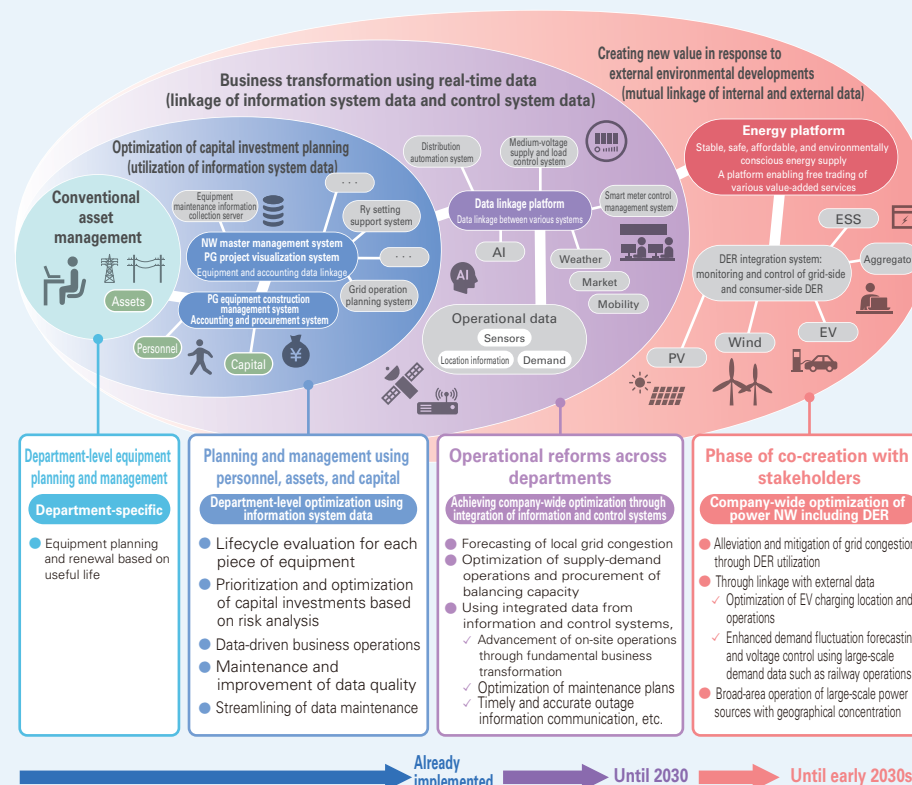 Creating new value in response to
external environmental developments
(mutual linkage of internal and external data)
Business transformation using real-time data
(linkage of information system data and control system data)
Optimization of capital investment planning
(utilization of information system data)
Conventional
asset
management
Assets
Equipment
maintenance information
collection server
. . .
Ry setting
support system
. . .
NW master management system
PG project visualization system
Equipment and accounting data linkage
Grid operation
planning system
PG equipment construction
management system
Accounting and procurement system
Personnel
Capital
¥
Distribution
automation system
Medium-voltage
supply and load
control system
Data linkage platform
Data linkage between various systems
Smart meter control
management system
AI
AI
Weather
Market
Mobility
Operational data
Sensors
Location information
Demand
Energy platform
Stable, safe, affordable, and environmentally
conscious energy supply
A platform enabling free trading of
various value-added services
ESS
DER integration system:
monitoring and control of grid-side
and consumer-side DER
Aggregato
EV
Wind
PV
Department-level equipment
planning and management
Department-specific
Equipment planning
and renewal based on
useful life
Planning and management using
personnel, assets, and capital
Department-level optimization using
information system data
Lifecycle evaluation for each
piece of equipment
Prioritization and optimization
of capital investments based
on risk analysis
Data-driven business operations
Maintenance and
improvement of data quality
Streamlining of data maintenance
Operational reforms across
departments
Achieving company-wide optimization through
integration of information and control systems
Forecasting of local grid congestion
Optimization of supply-demand
operations and procurement of
balancing capacity
Using integrated data from
information and control systems,
✓ Advancement of on-site operations
through fundamental business
transformation
✓ Optimization of maintenance plans
✓ Timely and accurate outage
information communication, etc.
Phase of co-creation with
stakeholders
Company-wide optimization of
power NW including DER
Alleviation and mitigation of grid congestion
through DER utilization
Through linkage with external data
✓ Optimization of EV charging location and
operations
✓ Enhanced demand fluctuation forecastin
and voltage control using large-scale
demand data such as railway operations
Broad-area operation of large-scale power
sources with geographical concentration
Already
implemented
Until 2030
Until early 2030s